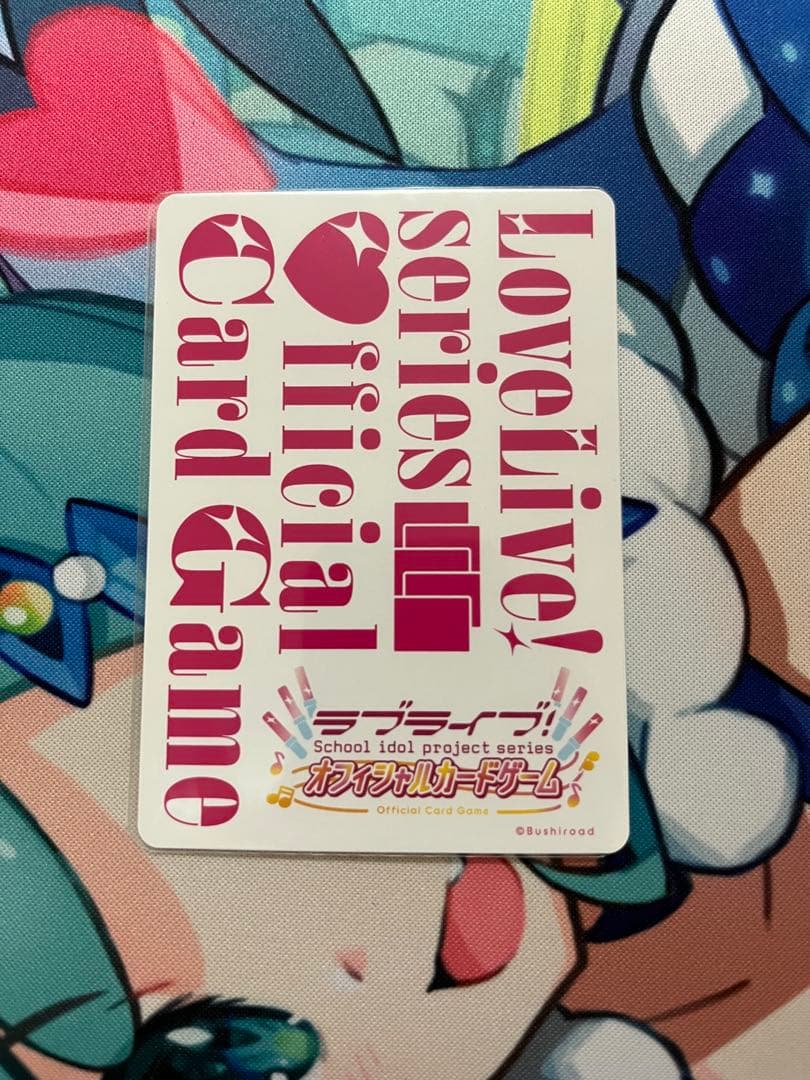 LoveLive!
series
Official
Card Game
ラブライブ!
School idol project series
オフィシャルカードゲーム
Official Card Game
©Bushiroad